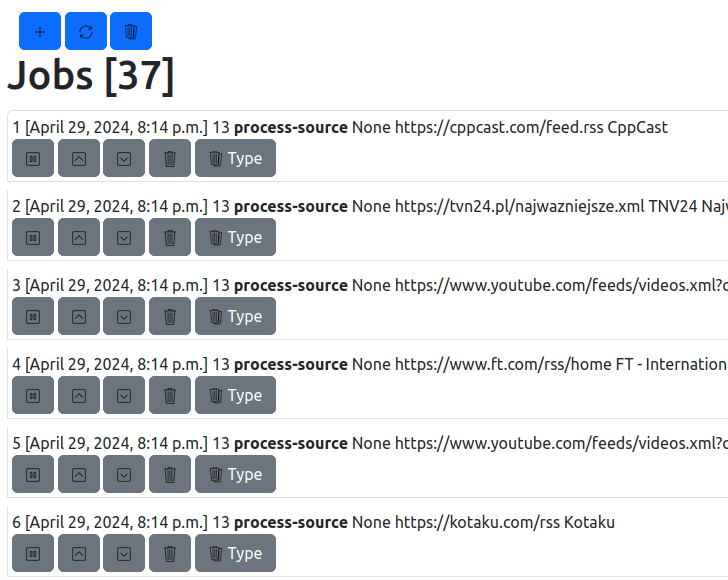 Jobs [37]
1 [April 29, 2024, 8:14 p.m.] 13 process-source None https://cppcast.com/feed.rss CppCast
Type
2 [April 29, 2024, 8:14 p.m.] 13 process-source None https://tvn24.pl/najwazniejsze.xml TNV24
Type
3 [April 29, 2024, 8:14 p.m.] 13 process-source None https://www.youtube.com/feeds/videos.xml?c
Type
4 [April 29, 2024, 8:14 p.m.] 13 process-source None https://www.ft.com/rss/home FT - Internation
Type
5 [April 29, 2024, 8:14 p.m.] 13 process-source None https://www.youtube.com/feeds/videos.xml?c
Type
6 [April 29, 2024, 8:14 p.m.] 13 process-source None https://kotaku.com/rss Kotaku
Type